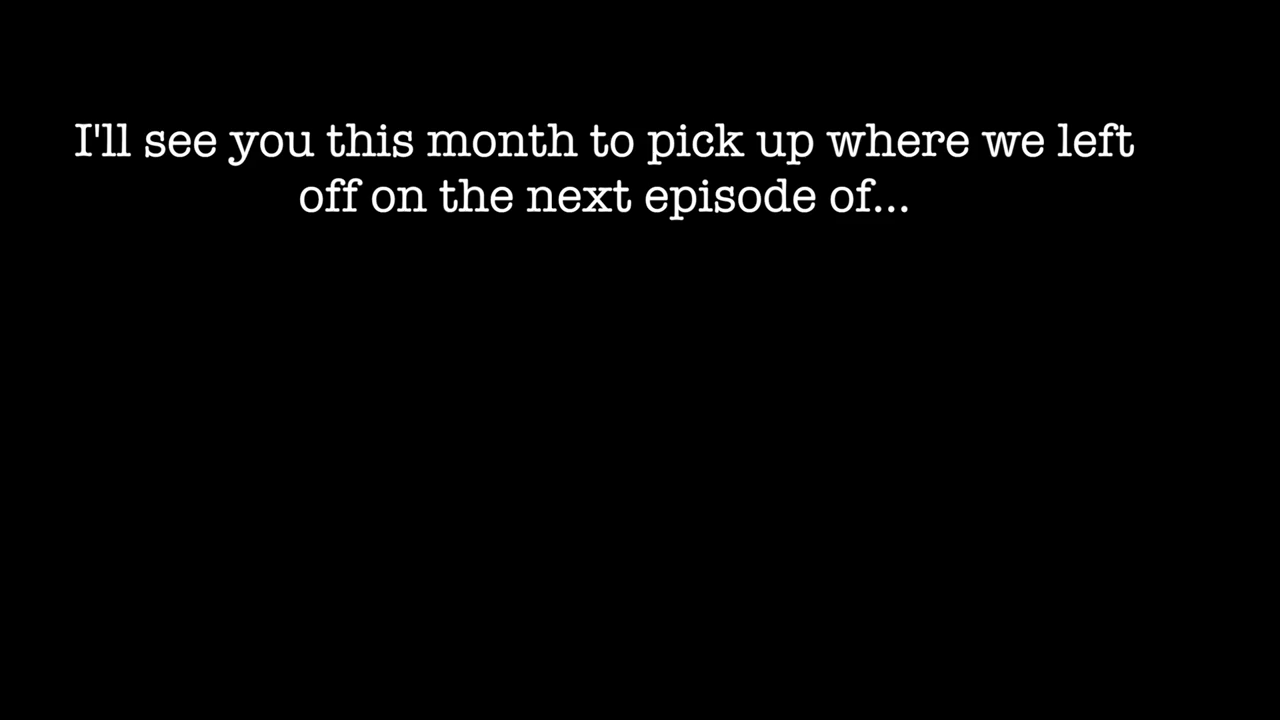 I'll see you this month to pick up where we left
off on the next episode of...